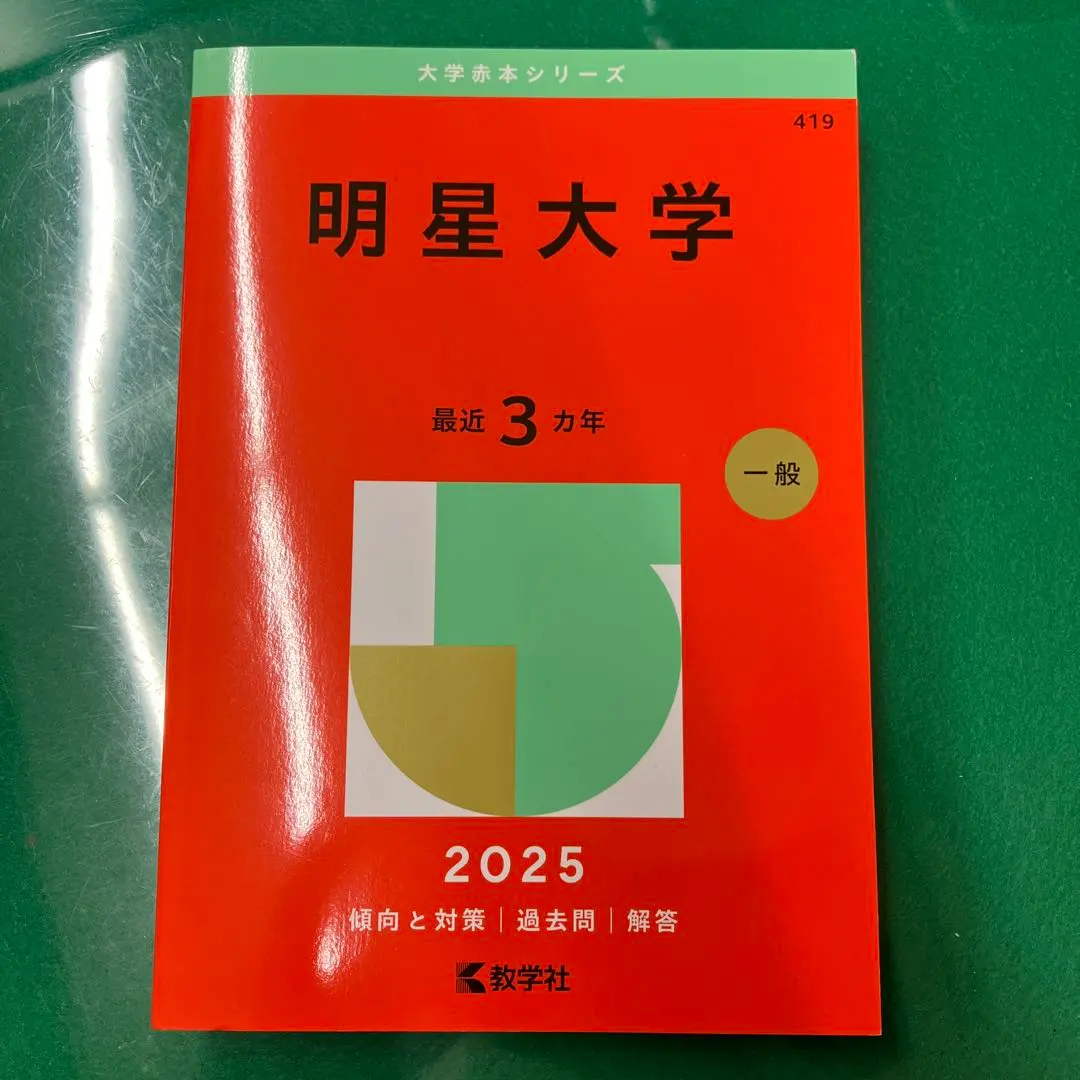 大学赤本シリーズ
419
明星大学
最近 3 カ年
一般
2025
傾向と対策｜過去問｜解答
教学社